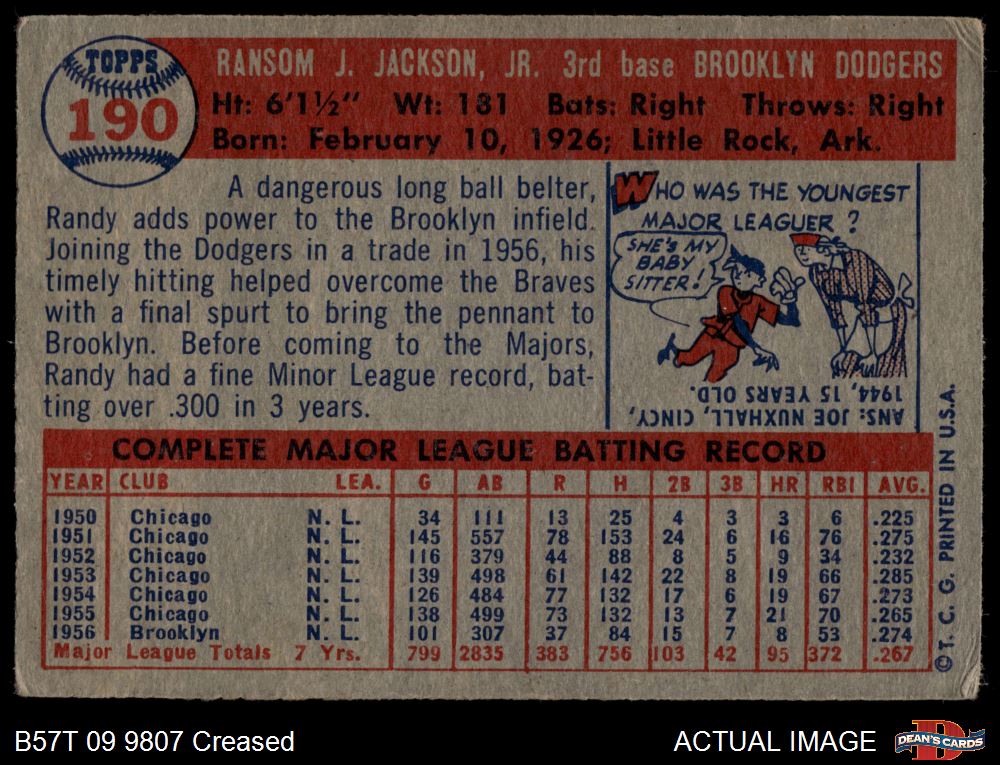 TOPPS
190
RANSOM J. JACKSON, JR. 3rd base BROOKLYN DODGERS
Ht: 6'1½" Wt: 181 Bats: Right Throws: Right
Born: February 10, 1926; Little Rock, Ark.
A dangerous long ball belter,
Randy adds power to the Brooklyn infield.
Joining the Dodgers in a trade in 1956, his
timely hitting helped overcome the Braves
with a final spurt to bring the pennant to
Brooklyn. Before coming to the Majors,
Randy had a fine Minor League record, bat-
ting over .300 in 3 years.
WHO WAS THE YOUNGEST
MAJOR LEAGUER ?
SHE'S MY
BABY
SITTER!
ANS: JOE NUXHALL, CINCY,
1944, 15 YEARS OLD.
COMPLETE MAJOR LEAGUE BATTING RECORD
YEAR CLUB LEA. G AB R H 2B 3B HR RBI AVG.
1950 Chicago N. L. 34 111 13 25 4 3 3 6 .225
1951 Chicago N. L. 145 557 78 153 24 6 16 76 .275
1952 Chicago N. L. 116 379 44 88 8 5 9 34 .232
1953 Chicago N. L. 139 498 61 142 22 8 19 66 .285
1954 Chicago N. L. 126 484 77 132 17 6 19 67 .273
1955 Chicago N. L. 138 499 73 132 13 7 21 70 .265
1956 Brooklyn N. L. 101 307 37 84 15 7 8 53 .274
Major League Totals 7 Yrs. 799 2835 383 756 103 42 95 372 .267
© T. C. G. PRINTED IN U.S.A.
B57T 09 9807 Creased
ACTUAL IMAGE
DEAN'S CARDS